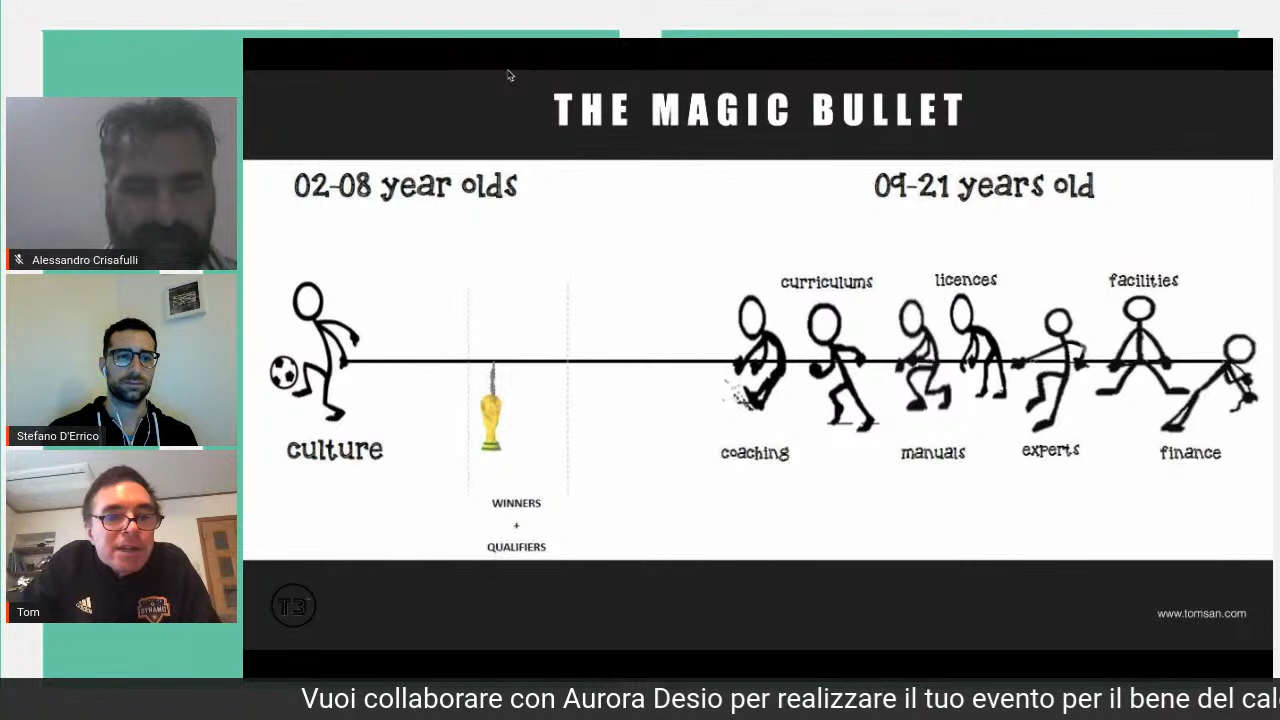 THE MAGIC BULLET
02-08 year olds
09-21 years old
curriculums
licences
facilities
culture
coaching
manuals
experts
finance
WINNERS
+
QUALIFIERS
T3
www.tomsan.com
Alessandro Crisafulli
Stefano D'Errico
Tom
DYNAMO
Vuoi collaborare con Aurora Desio per realizzare il tuo evento per il bene del cal